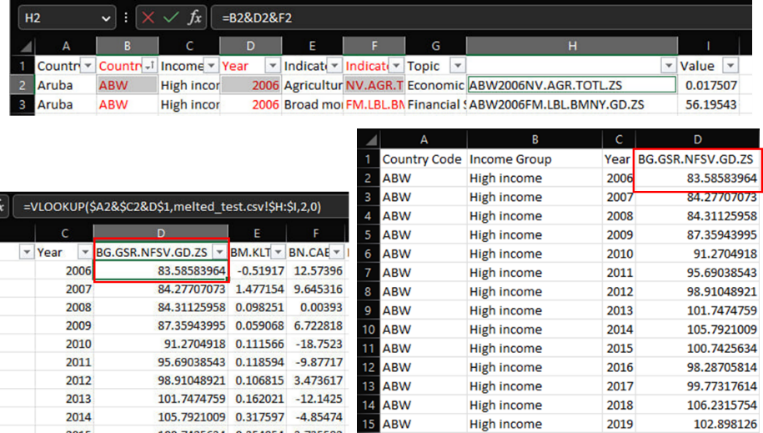 H2 fx =B2&D2&F2
A B C D E F G H I
1 Countr Countr Income Year Indicat Indicat Topic Value
2 Aruba ABW High incor 2006 Agricultur NV.AGR.T Economic ABW2006NV.AGR.TOTL.ZS 0.017507
3 Aruba ABW High incor 2006 Broad mo FM.LBL.BN Financial ABW2006FM.LBL.BMNY.GD.ZS 56.19543
A B C D
1 Country Code Income Group Year BG.GSR.NFSV.GD.ZS
2 ABW High income 2006 83.58583964
3 ABW High income 2007 84.27707073
4 ABW High income 2008 84.31125958
5 ABW High income 2009 87.35943995
6 ABW High income 2010 91.2704918
7 ABW High income 2011 95.69038543
8 ABW High income 2012 98.91048921
9 ABW High income 2013 101.7474759
10 ABW High income 2014 105.7921009
11 ABW High income 2015 100.7425634
12 ABW High income 2016 98.28705814
13 ABW High income 2017 99.77317614
14 ABW High income 2018 106.2315754
15 ABW High income 2019 102.898126
=VLOOKUP($A2&$C2&D$1,melted_test.csv!$H:$I,2,0)
C D E F
Year BG.GSR.NFSV.GD.ZS BM.KLT BN.CAE
2006 83.58583964 -0.51917 12.57396
2007 84.27707073 1.477154 9.645316
2008 84.31125958 0.098251 0.00393
2009 87.35943995 0.059068 6.722818
2010 91.2704918 0.111566 -18.7523
2011 95.69038543 0.118594 -9.87717
2012 98.91048921 0.106815 3.473617
2013 101.7474759 0.162021 -12.1425
2014 105.7921009 0.317597 -4.85474